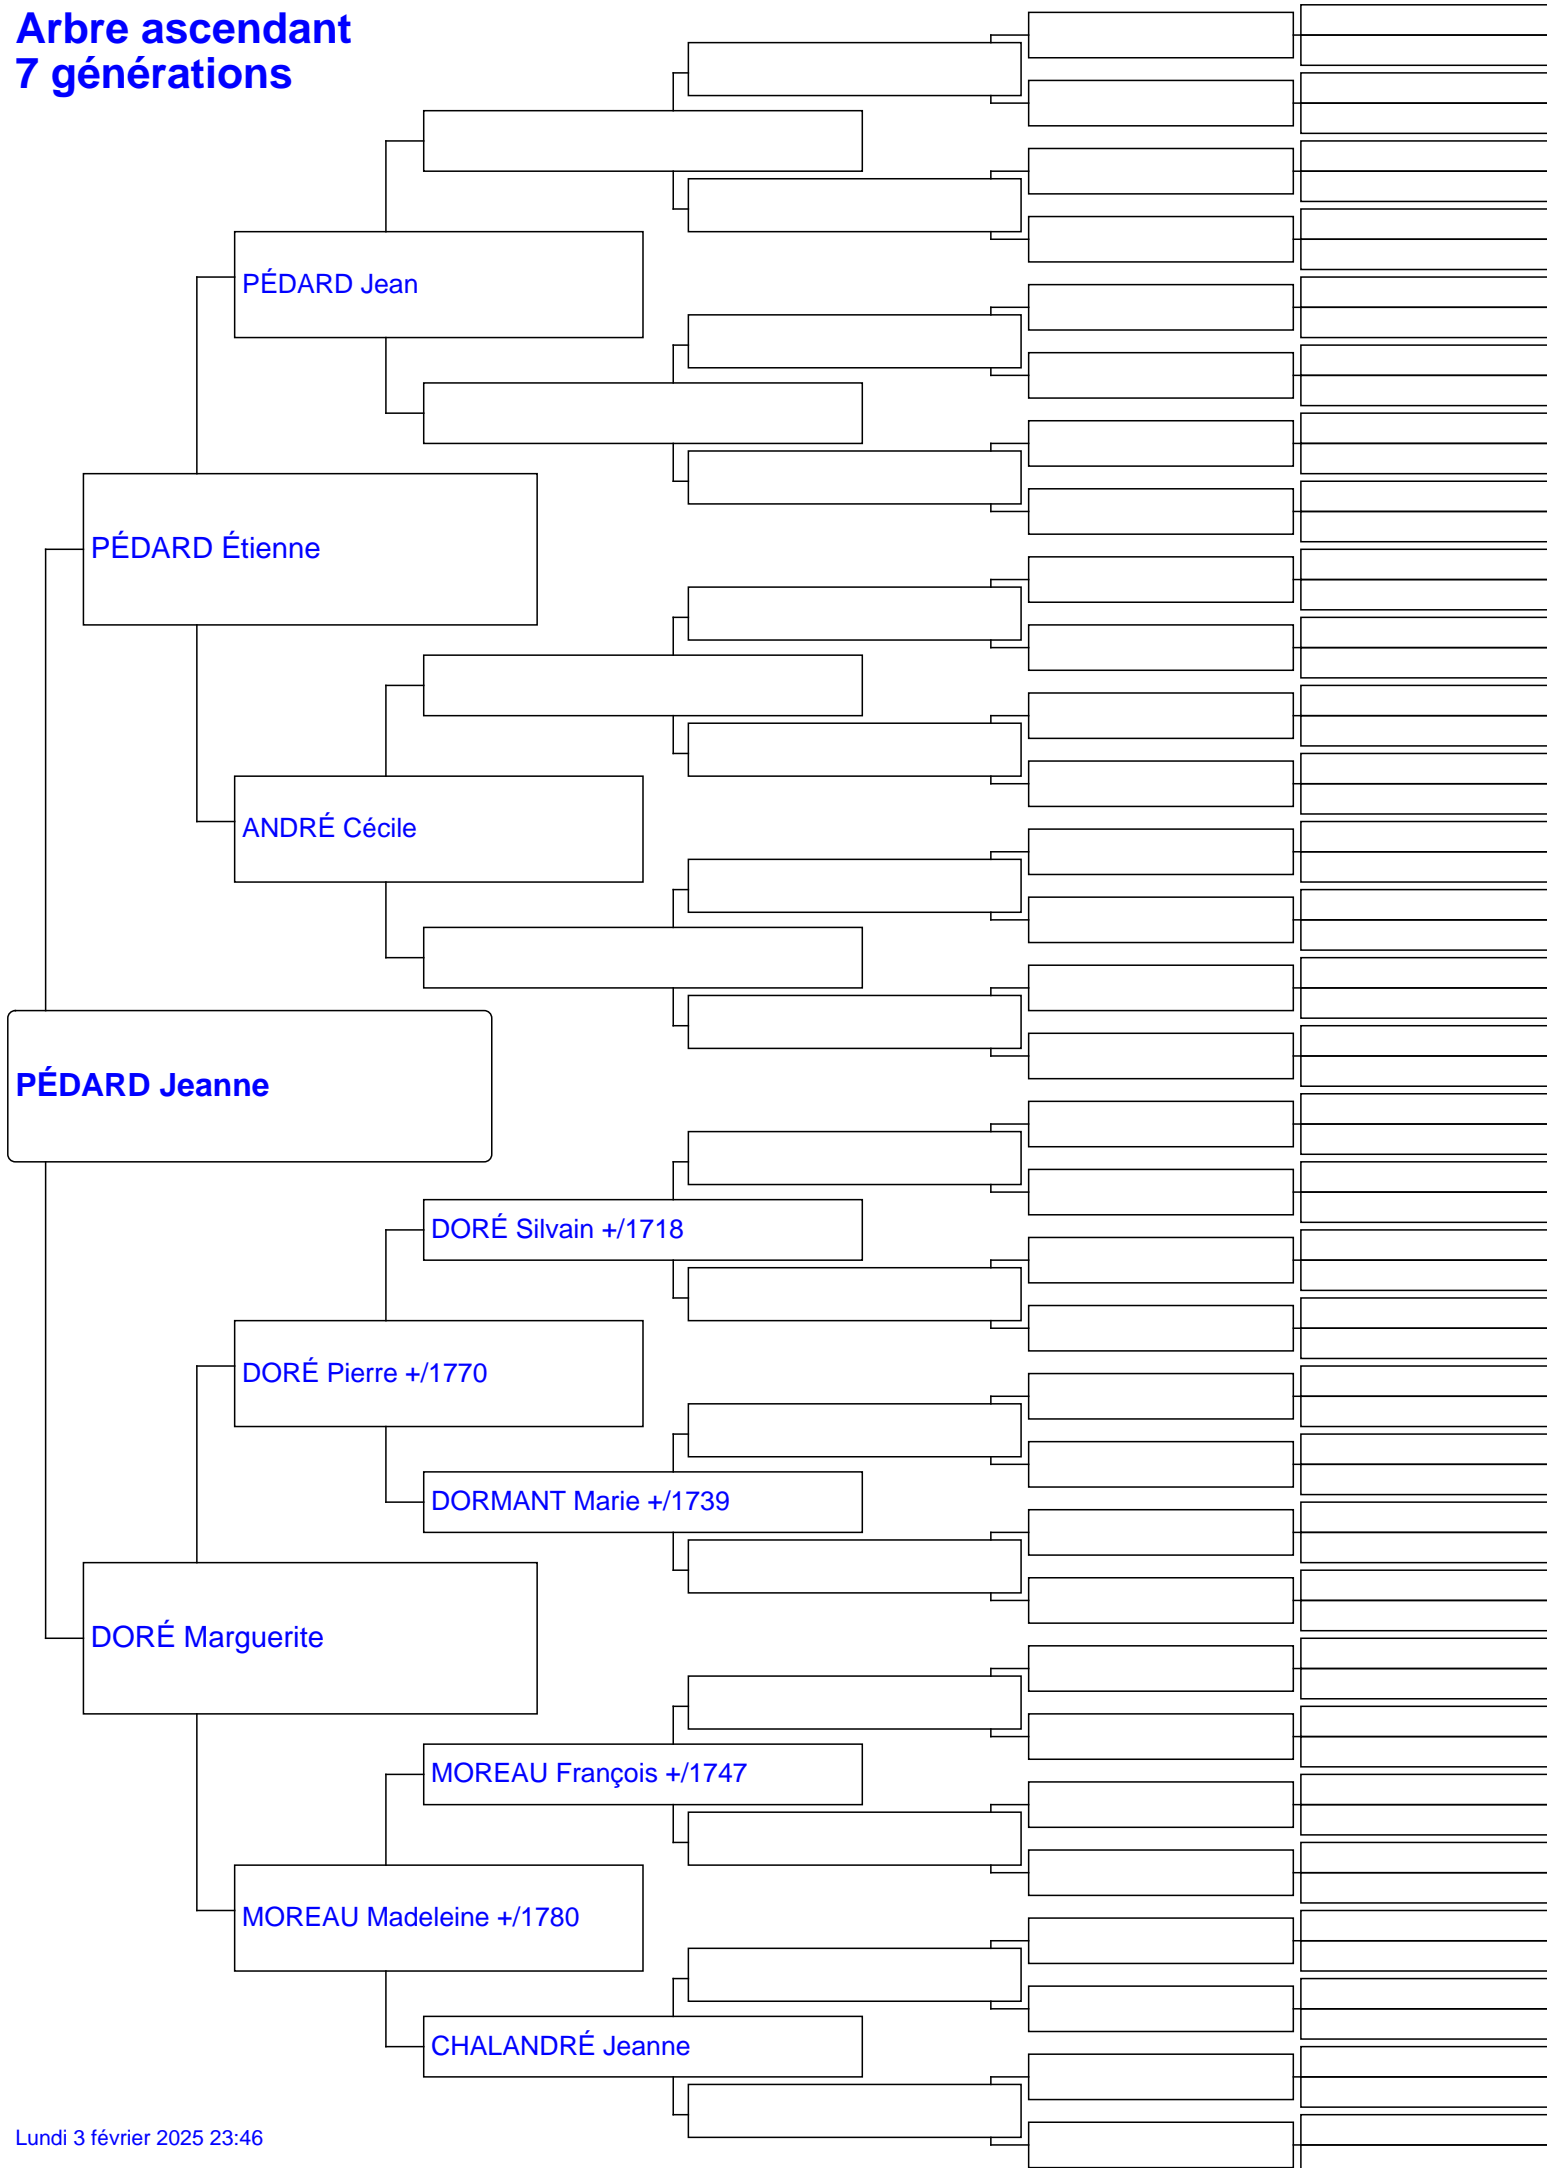 Arbre ascendant
7 générations
PÉDARD Jean
PÉDARD Étienne
ANDRÉ Cécile
PÉDARD Jeanne
DORÉ Silvain +/1718
DORÉ Pierre +/1770
DORMANT Marie +/1739
DORÉ Marguerite
MOREAU François +/1747
MOREAU Madeleine +/1780
CHALANDRÉ Jeanne
Lundi 3 février 2025 23:46